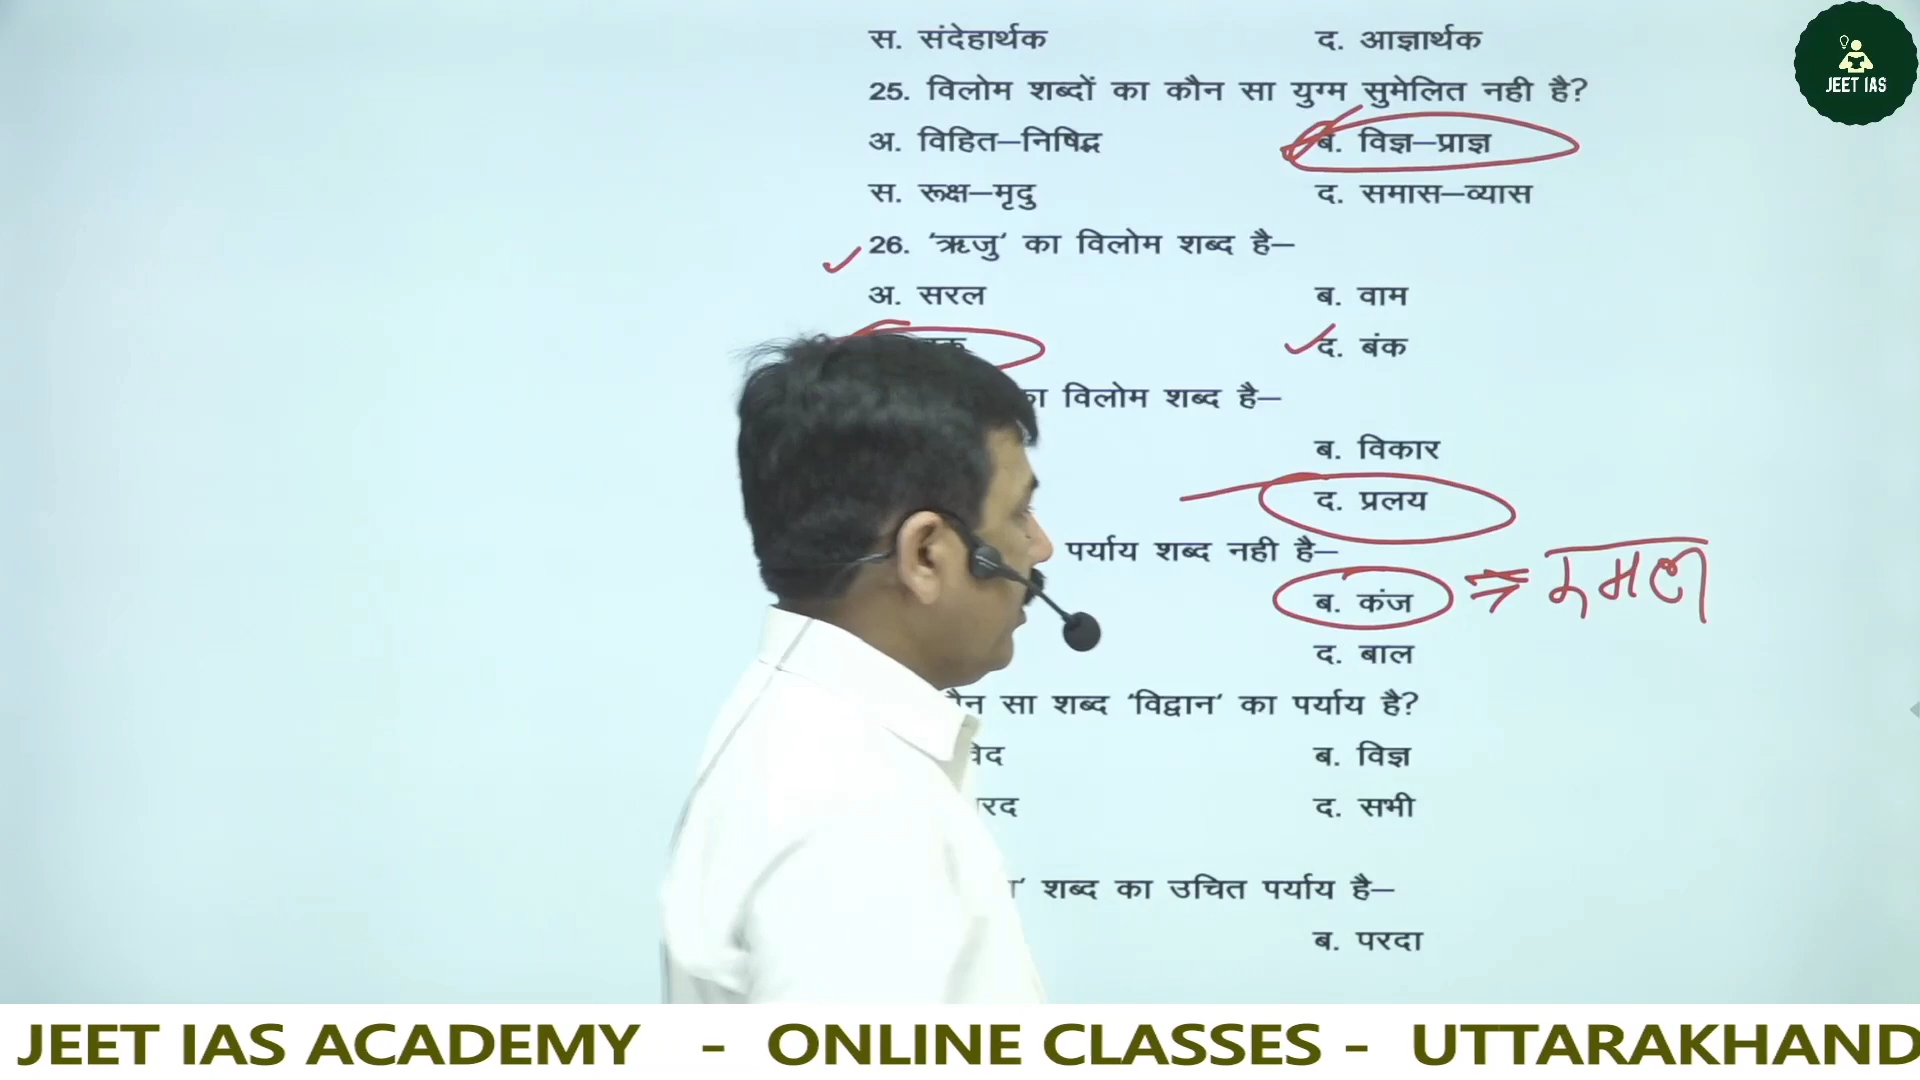 स. संदेहार्थक द. आज्ञार्थक
JEET IAS
25. विलोम शब्दों का कौन सा युग्म सुमेलित नही है?
अ. विहित–निषिद्ध ब. विज्ञ–प्राज्ञ
स. रूक्ष–मृदु द. समास–व्यास
26. 'ऋजु' का विलोम शब्द है–
अ. सरल ब. वाम
द. बंक
का विलोम शब्द है–
ब. विकार
द. प्रलय
पर्याय शब्द नही है–
ब. कंज ⇒ कमल
द. बाल
सा शब्द 'विद्वान' का पर्याय है?
ब. विज्ञ
द. सभी
शब्द का उचित पर्याय है–
ब. परदा
JEET IAS ACADEMY - ONLINE CLASSES - UTTARAKHAND